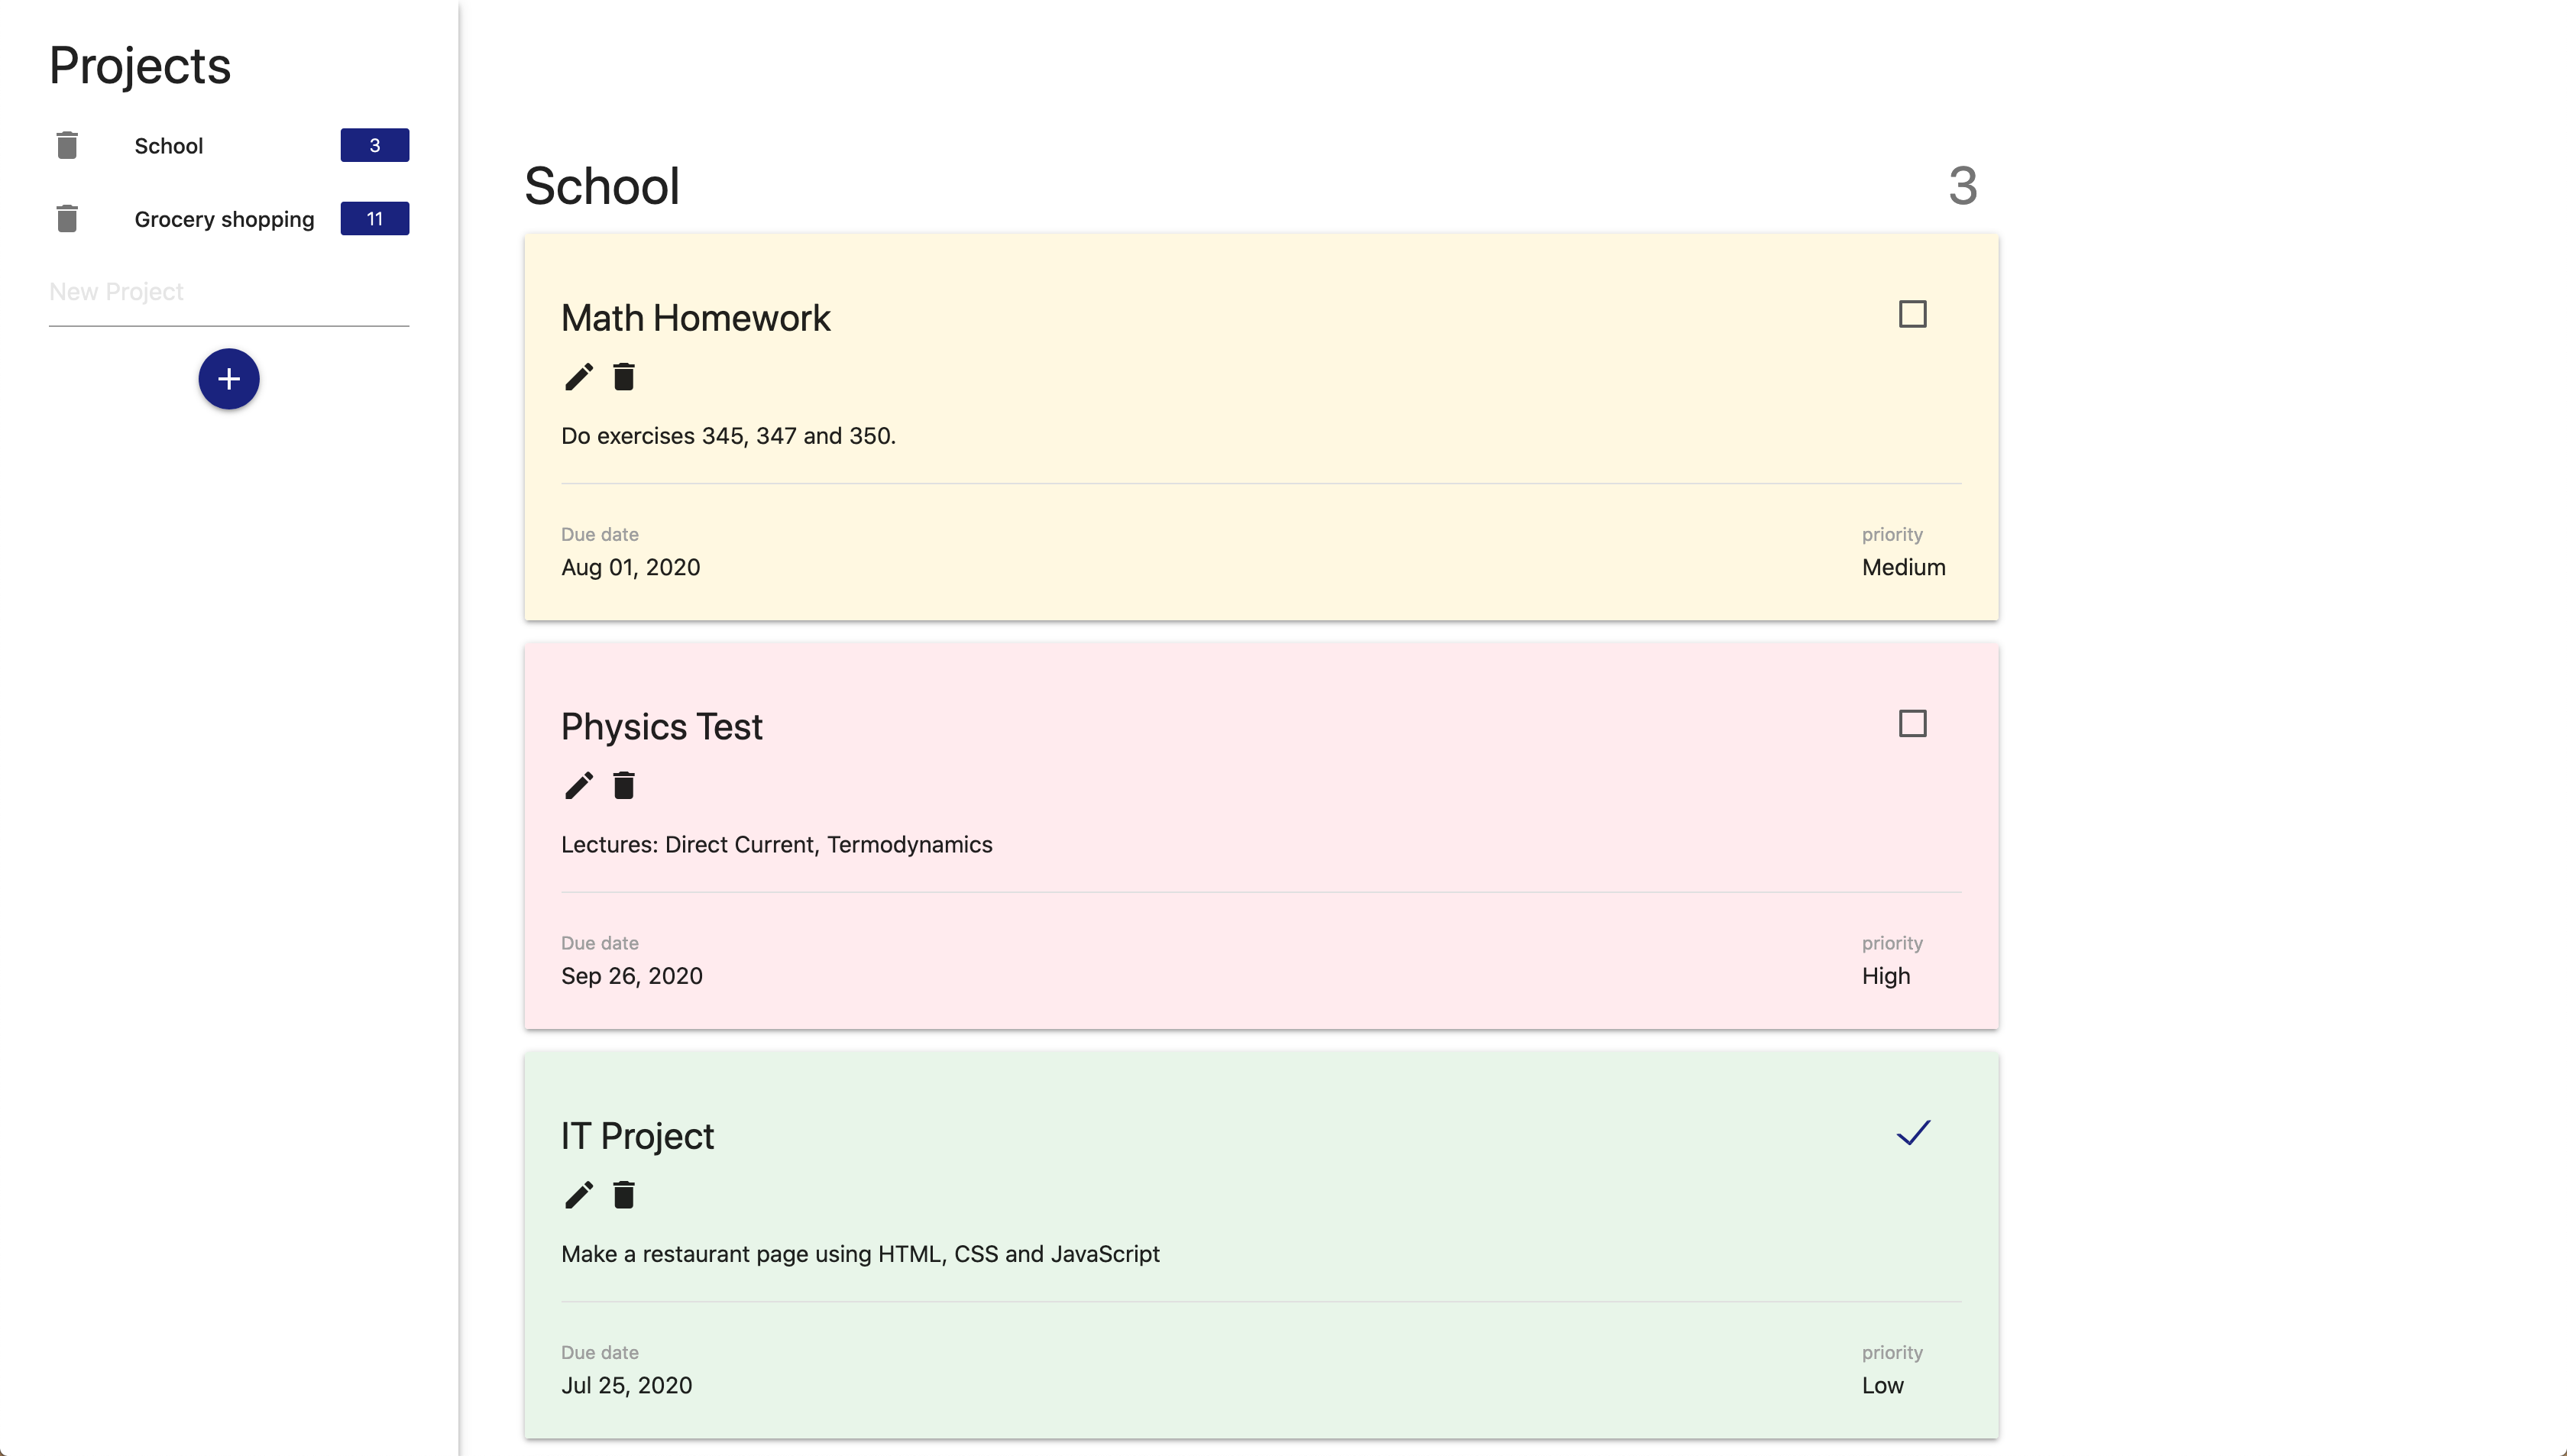 Projects
School 3
Grocery shopping 11
New Project
School 3
Math Homework
Do exercises 345, 347 and 350.
Due date priority
Aug 01, 2020 Medium
Physics Test
Lectures: Direct Current, Termodynamics
Due date priority
Sep 26, 2020 High
IT Project
Make a restaurant page using HTML, CSS and JavaScript
Due date priority
Jul 25, 2020 Low